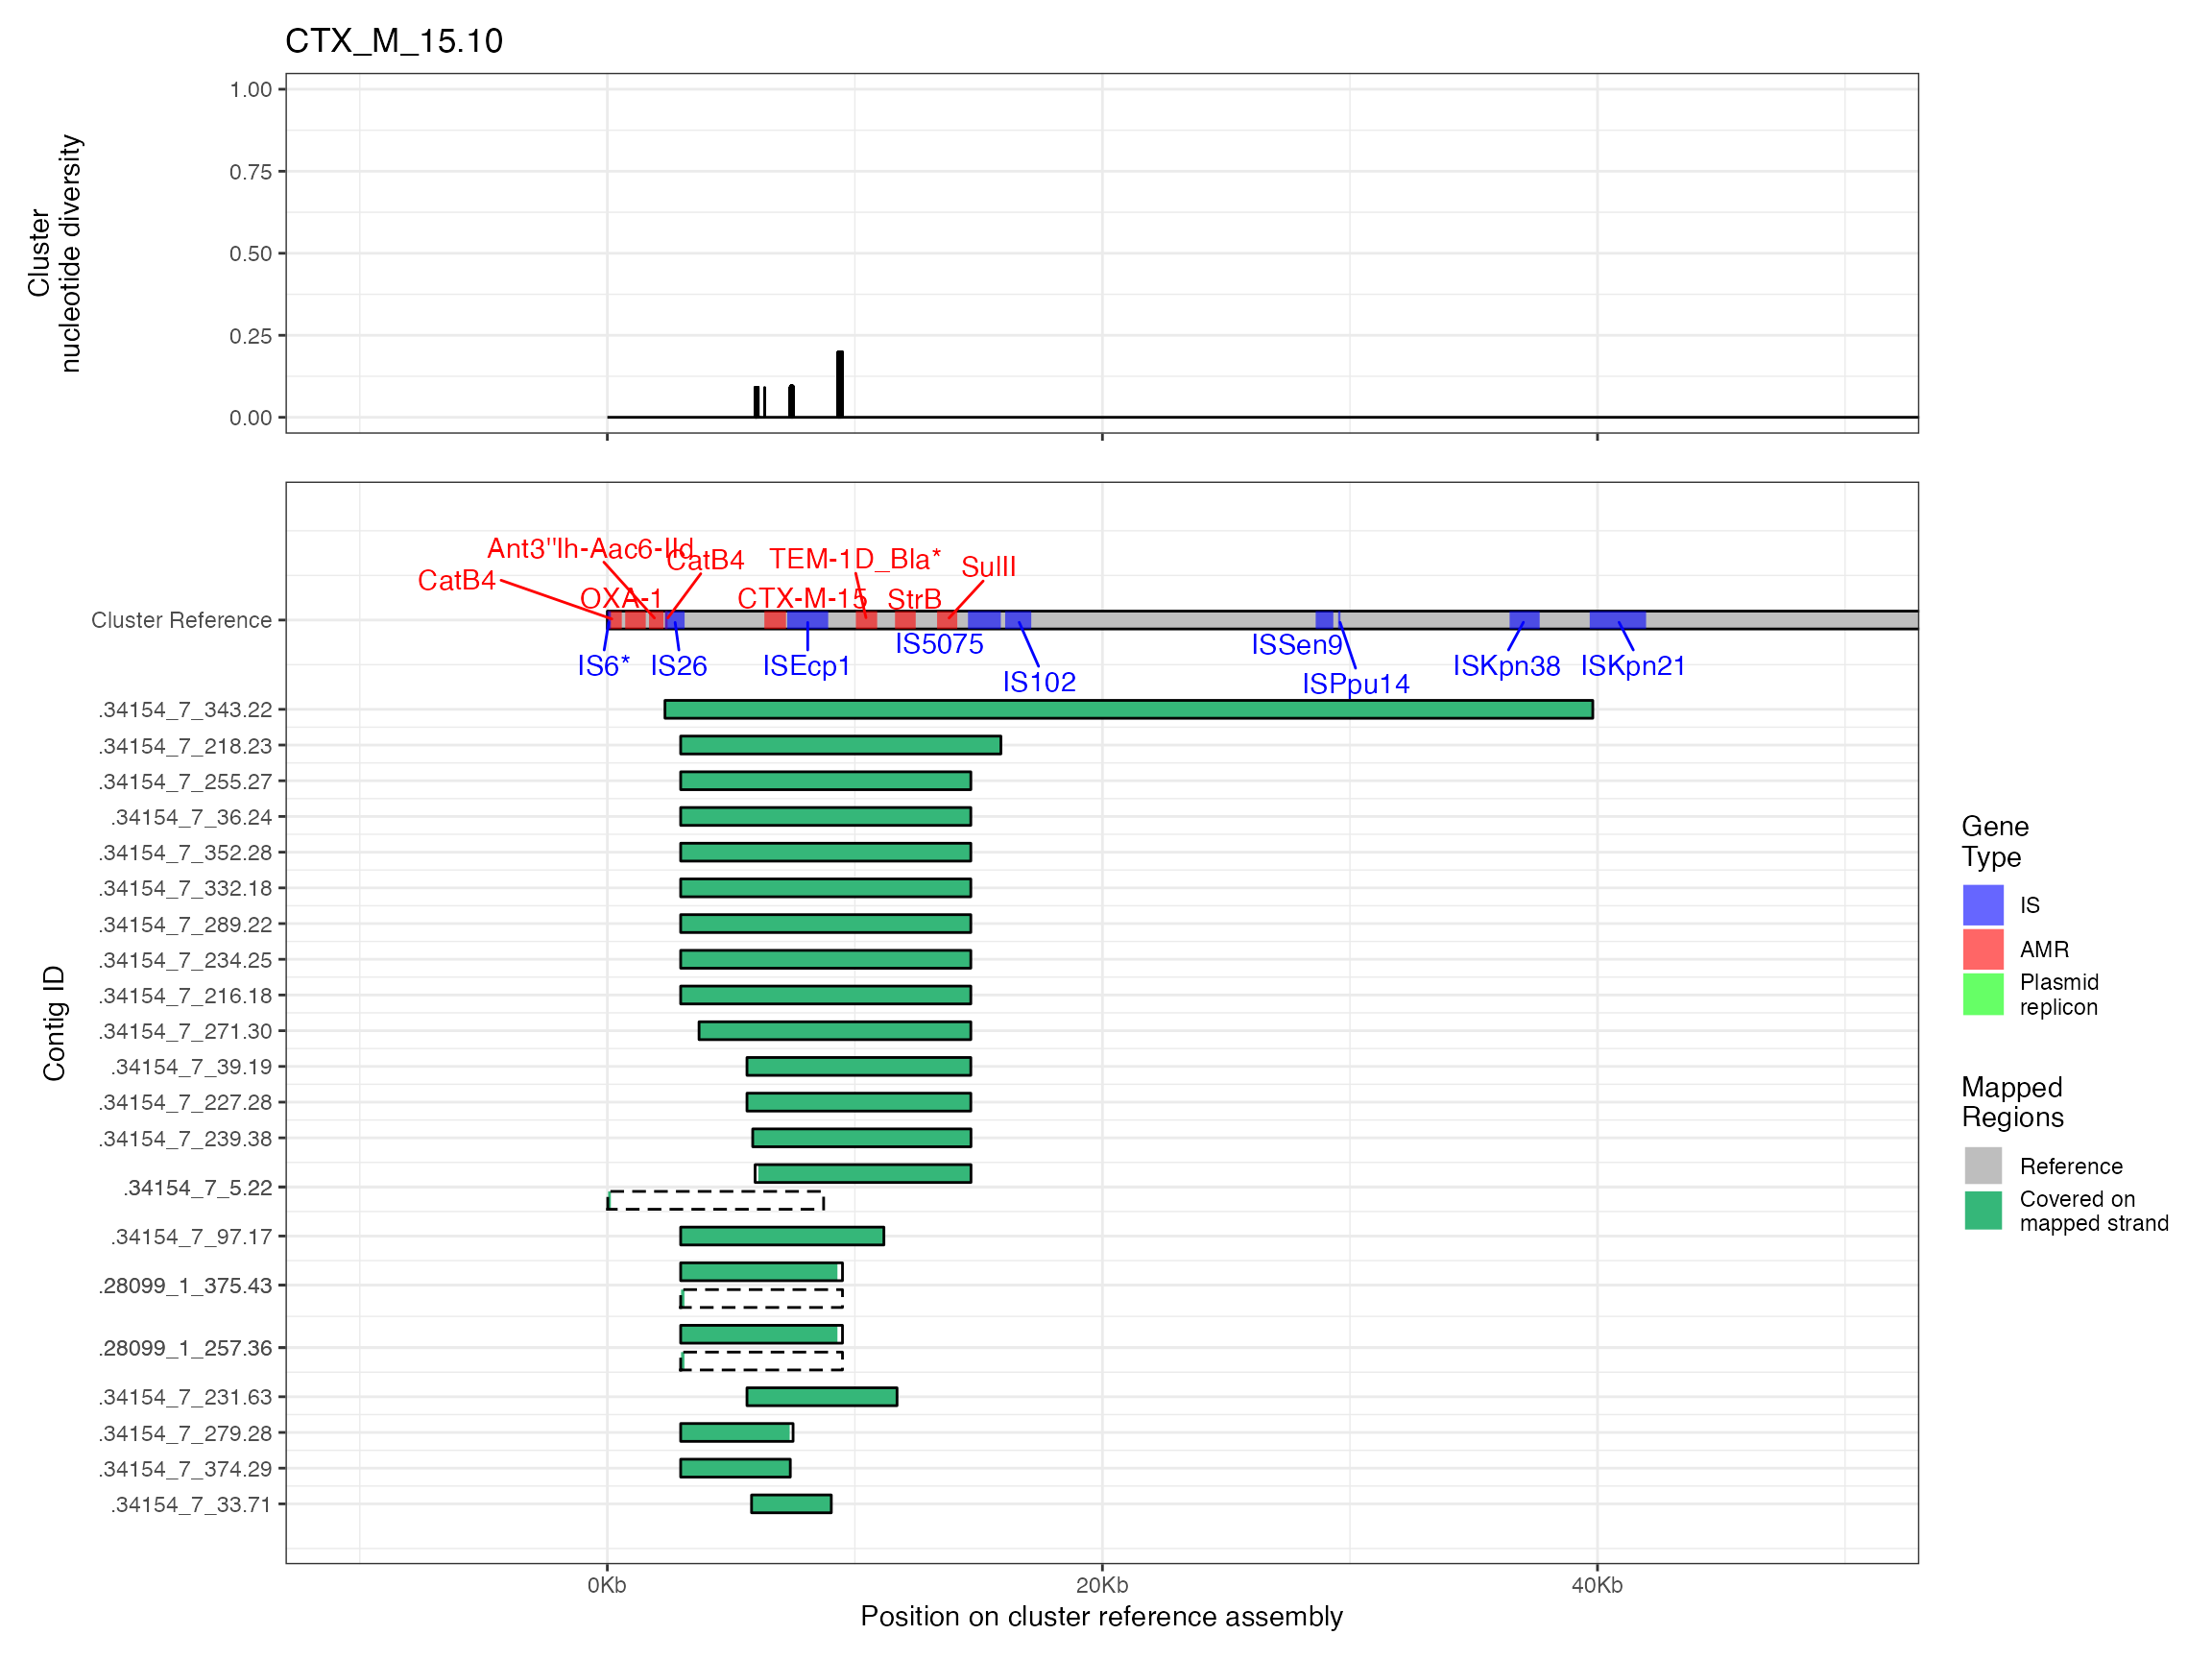 CTX_M_15.10
Cluster
nucleotide diversity
1.00
0.75
0.50
0.25
0.00
Ant3"Ih-Aac6-IId
CatB4
TEM-1D_Bla*
SulII
CatB4
OXA-1
CTX-M-15
StrB
Cluster Reference
IS5075
ISSen9
IS6*
IS26
ISEcp1
ISKpn38
ISKpn21
IS102
ISPpu14
Contig ID
.34154_7_343.22
.34154_7_218.23
.34154_7_255.27
.34154_7_36.24
.34154_7_352.28
.34154_7_332.18
.34154_7_289.22
.34154_7_234.25
.34154_7_216.18
.34154_7_271.30
.34154_7_39.19
.34154_7_227.28
.34154_7_239.38
.34154_7_5.22
.34154_7_97.17
.28099_1_375.43
.28099_1_257.36
.34154_7_231.63
.34154_7_279.28
.34154_7_374.29
.34154_7_33.71
0Kb
20Kb
40Kb
Position on cluster reference assembly
Gene
Type
IS
AMR
Plasmid
replicon
Mapped
Regions
Reference
Covered on
mapped strand